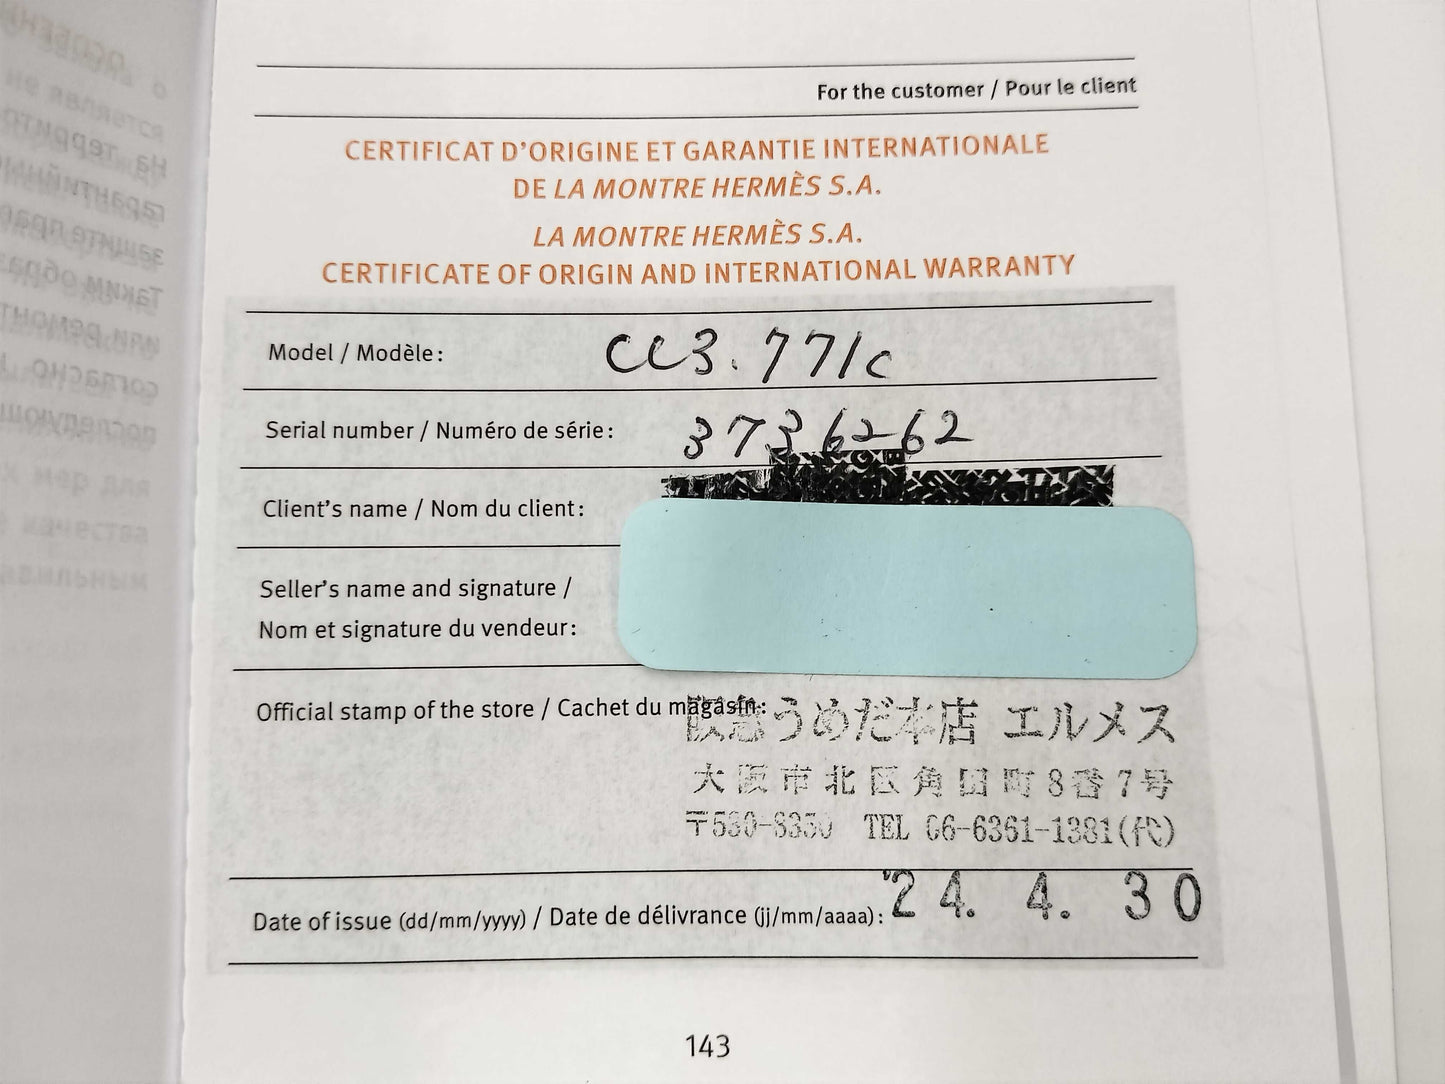 For the customer / Pour le client
CERTIFICAT D'ORIGINE ET GARANTIE INTERNATIONALE
DE LA MONTRE HERMÈS S.A.
LA MONTRE HERMÈS S.A.
CERTIFICATE OF ORIGIN AND INTERNATIONAL WARRANTY
Model / Modèle: CC3.771c
Serial number / Numéro de série: 3736262
Client's name / Nom du client:
Seller's name and signature /
Nom et signature du vendeur:
Official stamp of the store / Cachet du magasin: 阪急うめだ本店 エルメス
大阪市北区角田町8番7号
〒530-8350 TEL 06-6361-1381(代)
Date of issue (dd/mm/yyyy) / Date de délivrance (jj/mm/aaaa): '24. 4. 30
143